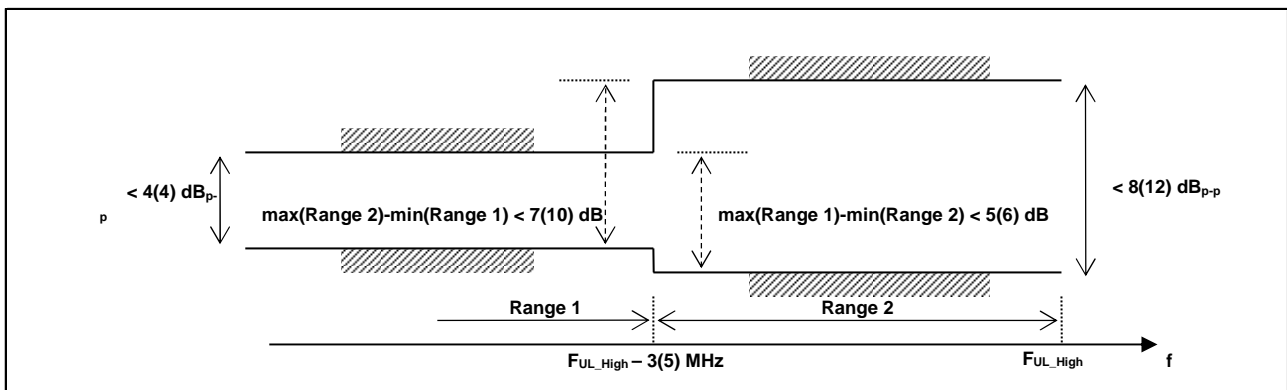 < 4(4) dBp-
p
max(Range 2)-min(Range 1) < 7(10) dB
max(Range 1)-min(Range 2) < 5(6) dB
< 8(12) dBp-p
Range 1
Range 2
FUL_High – 3(5) MHz
FUL_High
f